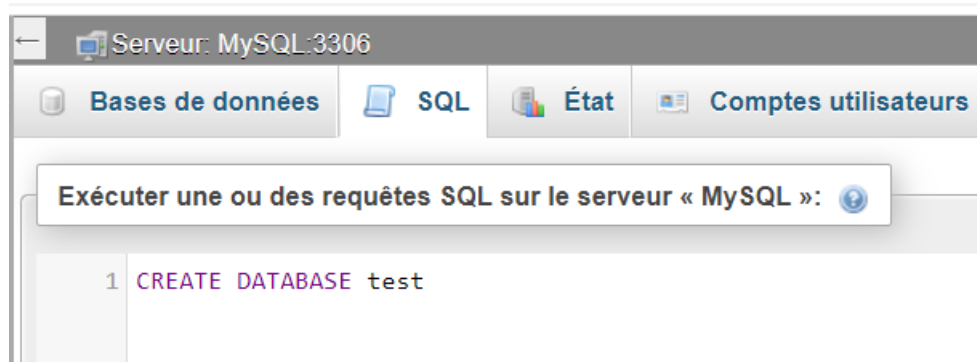 ← Serveur: MySQL:3306
Bases de données SQL État Comptes utilisateurs
Exécuter une ou des requêtes SQL sur le serveur « MySQL »:
1 CREATE DATABASE test